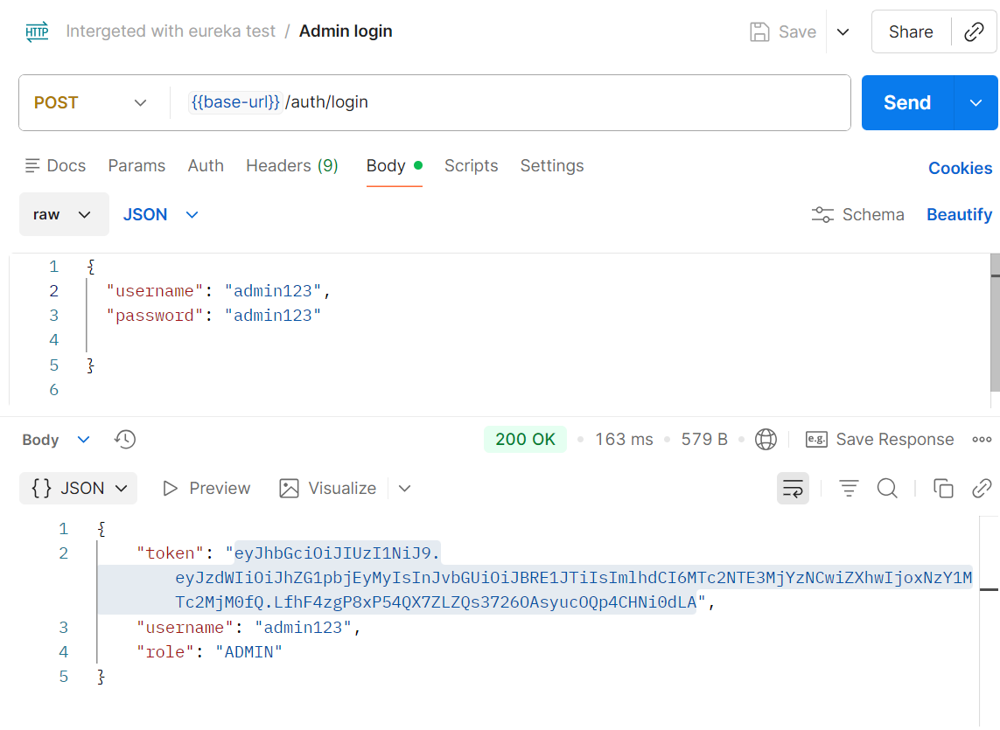 HTTP Intergeted with eureka test / Admin login Save Share
POST {{base-url}} /auth/login Send
Docs Params Auth Headers (9) Body Scripts Settings Cookies
raw JSON Schema Beautify
1 {
2 "username": "admin123",
3 "password": "admin123"
4
5 }
6
Body 200 OK • 163 ms • 579 B • e.g. Save Response
{} JSON Preview Visualize
1 {
2 "token": "eyJhbGciOiJIUzI1NiJ9.
eyJzdWIiOiJhZG1pbjEyMyIsInJvbGUiOiJBRE1JTiIsImlhdCI6MTc2NTE3MjYzNCwiZXhwIjoxNzY1M
Tc2MjM0fQ.LfhF4zgP8xP54QX7ZLZQs3726OAsyucOQp4CHNi0dLA",
3 "username": "admin123",
4 "role": "ADMIN"
5 }